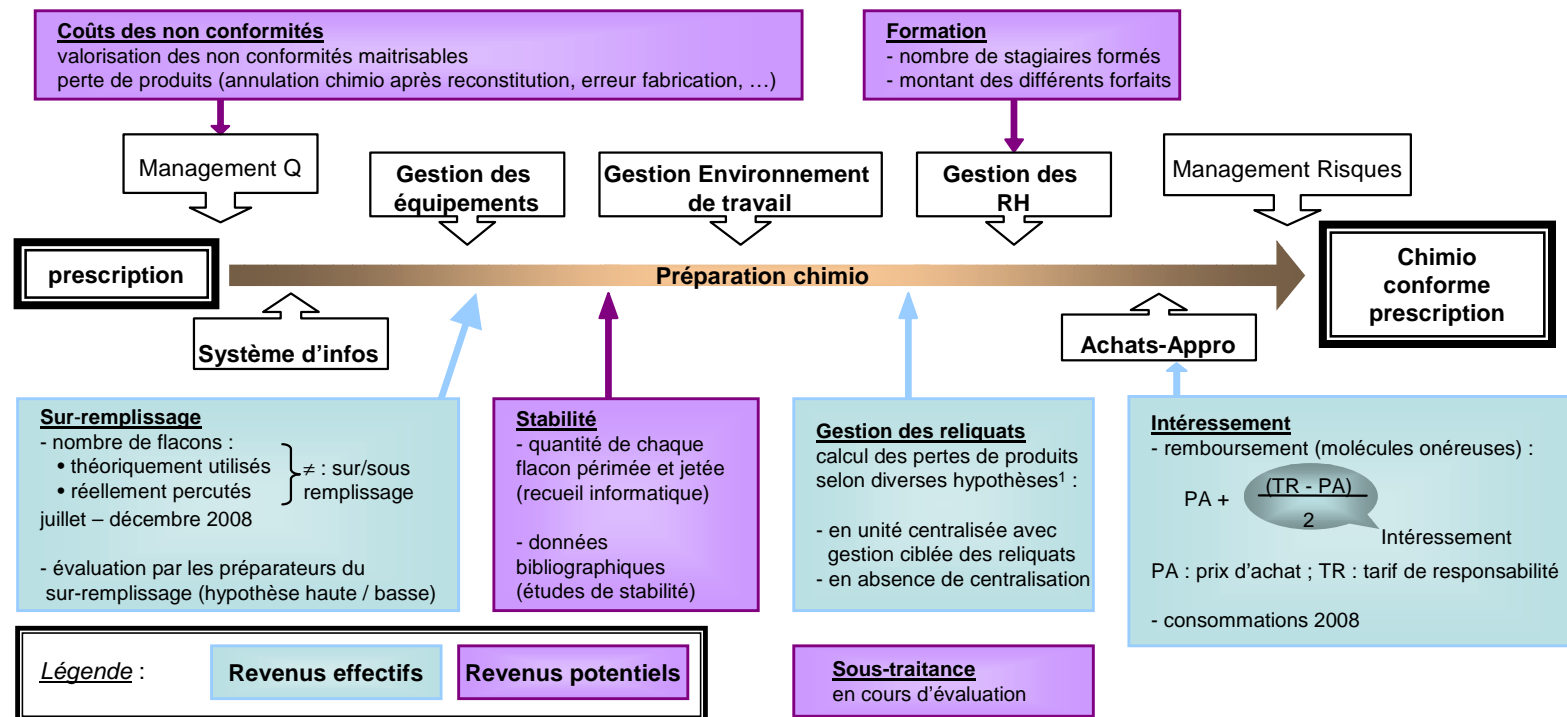 Coûts des non conformités
valorisation des non conformités maitrisables
perte de produits (annulation chimio après reconstitution, erreur fabrication, …)
Formation
- nombre de stagiaires formés
- montant des différents forfaits
Management Q
Gestion des
équipements
Gestion Environnement
de travail
Gestion des
RH
Management Risques
prescription
Préparation chimio
Chimio
conforme
prescription
Système d'infos
Achats-Appro
Sur-remplissage
- nombre de flacons :
• théoriquement utilisés
• réellement percutés
≠ : sur/sous
remplissage
juillet – décembre 2008
- évaluation par les préparateurs du
sur-remplissage (hypothèse haute / basse)
Stabilité
- quantité de chaque
flacon périmée et jetée
(recueil informatique)
- données
bibliographiques
(études de stabilité)
Gestion des reliquats
calcul des pertes de produits
selon diverses hypothèses¹ :
- en unité centralisée avec
gestion ciblée des reliquats
- en absence de centralisation
Intéressement
- remboursement (molécules onéreuses) :
PA + (TR - PA)
2
Intéressement
PA : prix d'achat ; TR : tarif de responsabilité
- consommations 2008
Légende :
Revenus effectifs
Revenus potentiels
Sous-traitance
en cours d'évaluation